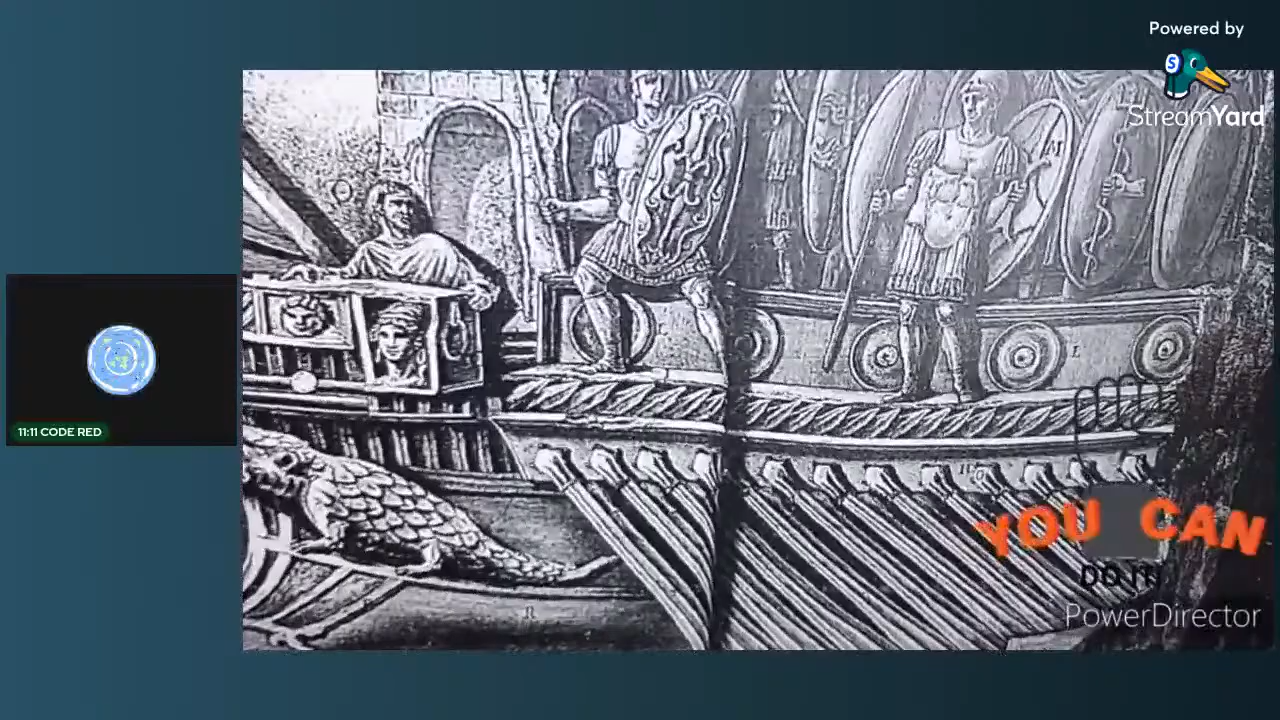 Powered by
StreamYard
11:11 CODE RED
YOU CAN
DO IT!
PowerDirector